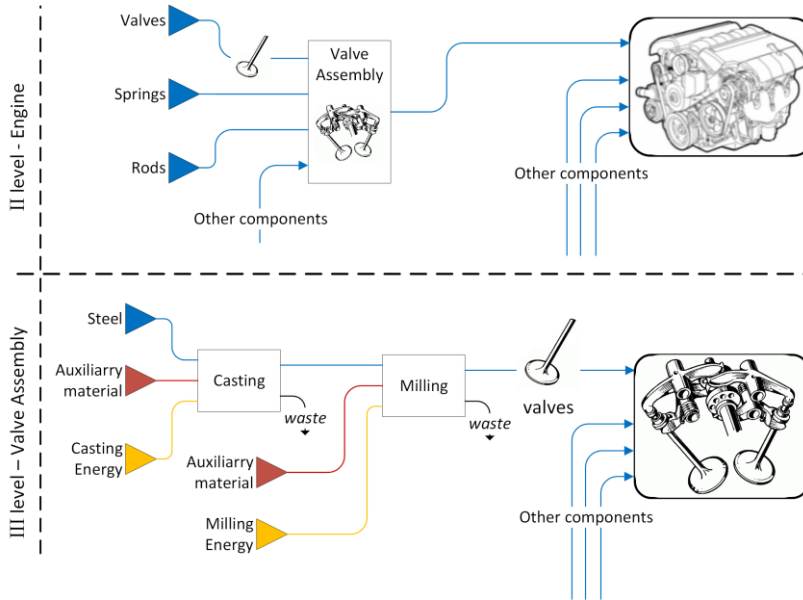 II level - Engine
Valves
Springs
Rods
Valve
Assembly
Other components
Other components
III level – Valve Assembly
Steel
Auxiliarry
material
Casting
Energy
Casting
waste
Auxiliarry
material
Milling
Energy
Milling
waste
valves
Other components